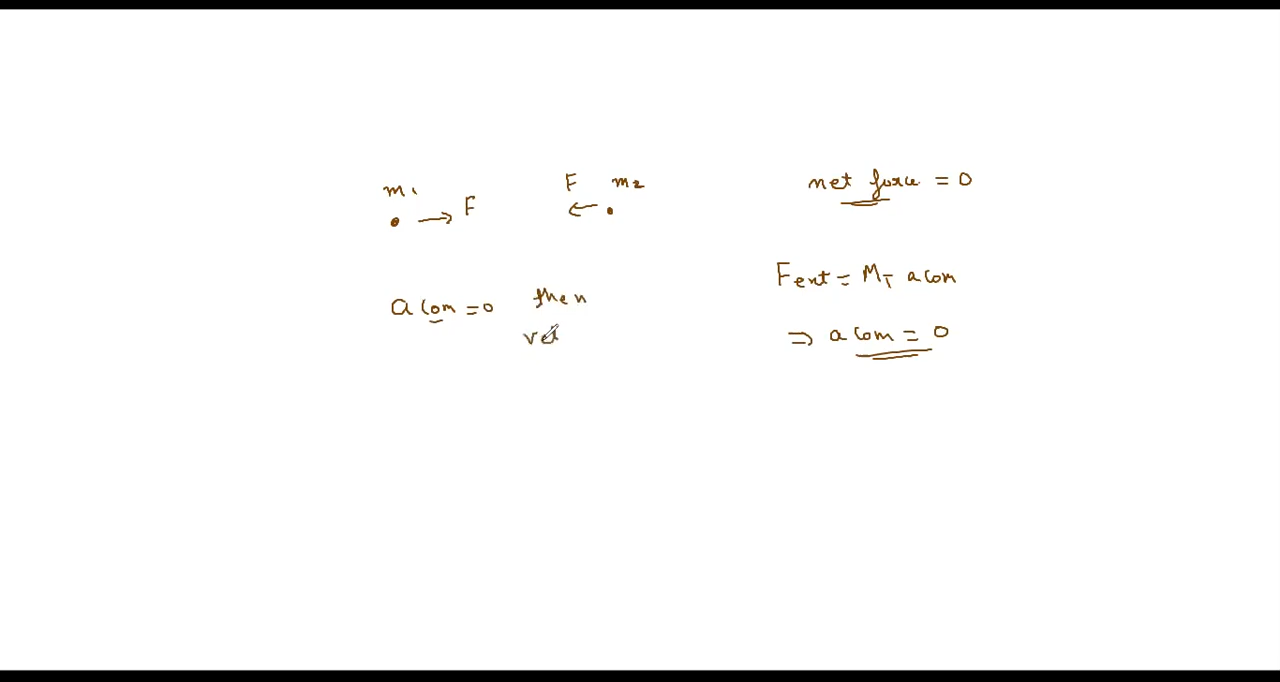 m1 F m2 net force = 0
→ F ←
Fext = MT acom
acom = 0 then
⇒ acom = 0